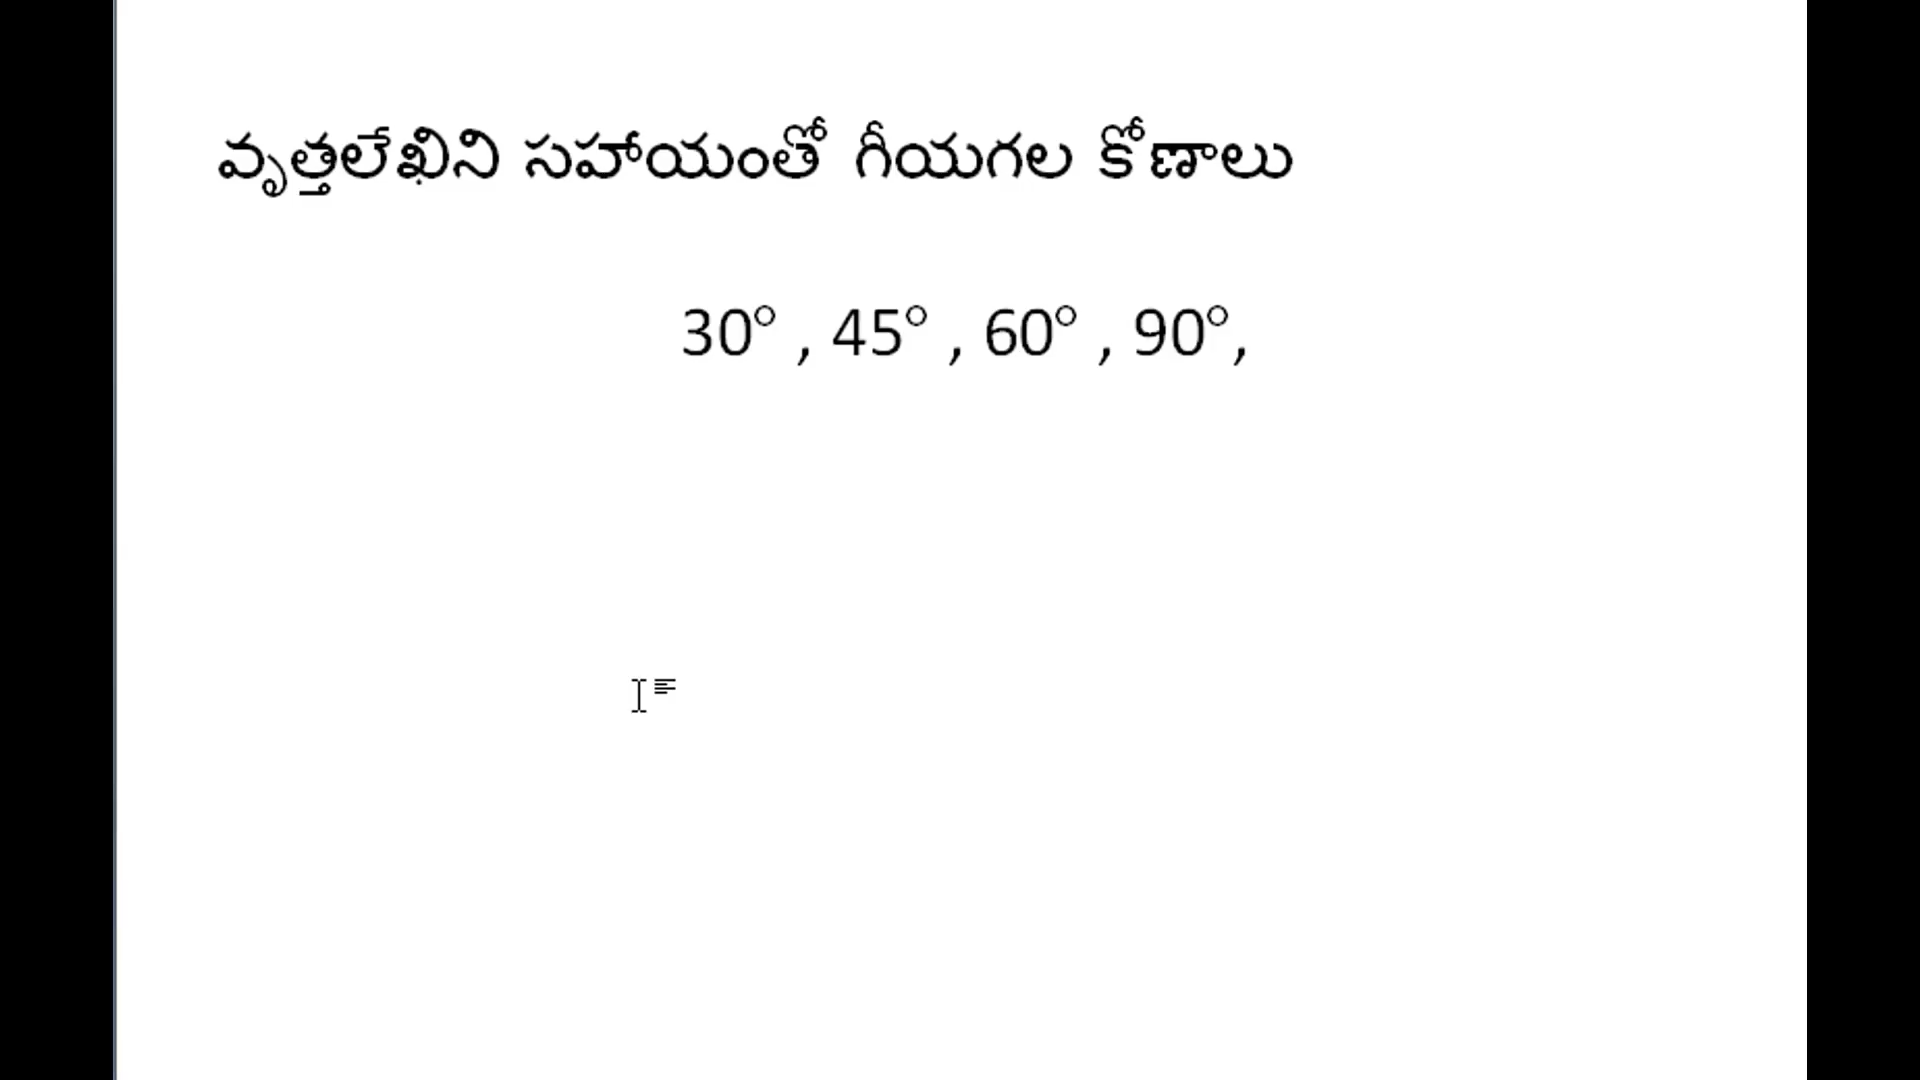 వృత్తలేఖిని సహాయంతో గీయగల కోణాలు
30° , 45° , 60° , 90°,